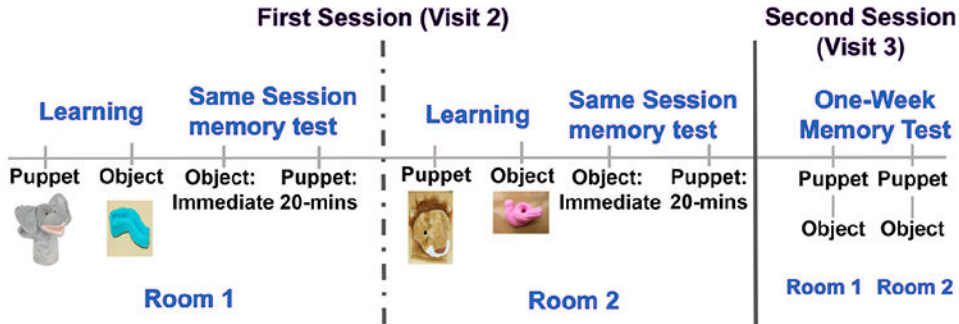 First Session (Visit 2)
Second Session
(Visit 3)
Learning
Same Session
memory test
Learning
Same Session
memory test
One-Week
Memory Test
Puppet
Object
Object:
Immediate
Puppet:
20-mins
Puppet
Object
Object:
Immediate
Puppet:
20-mins
Puppet
Puppet
Object
Object
Room 1
Room 2
Room 1
Room 2